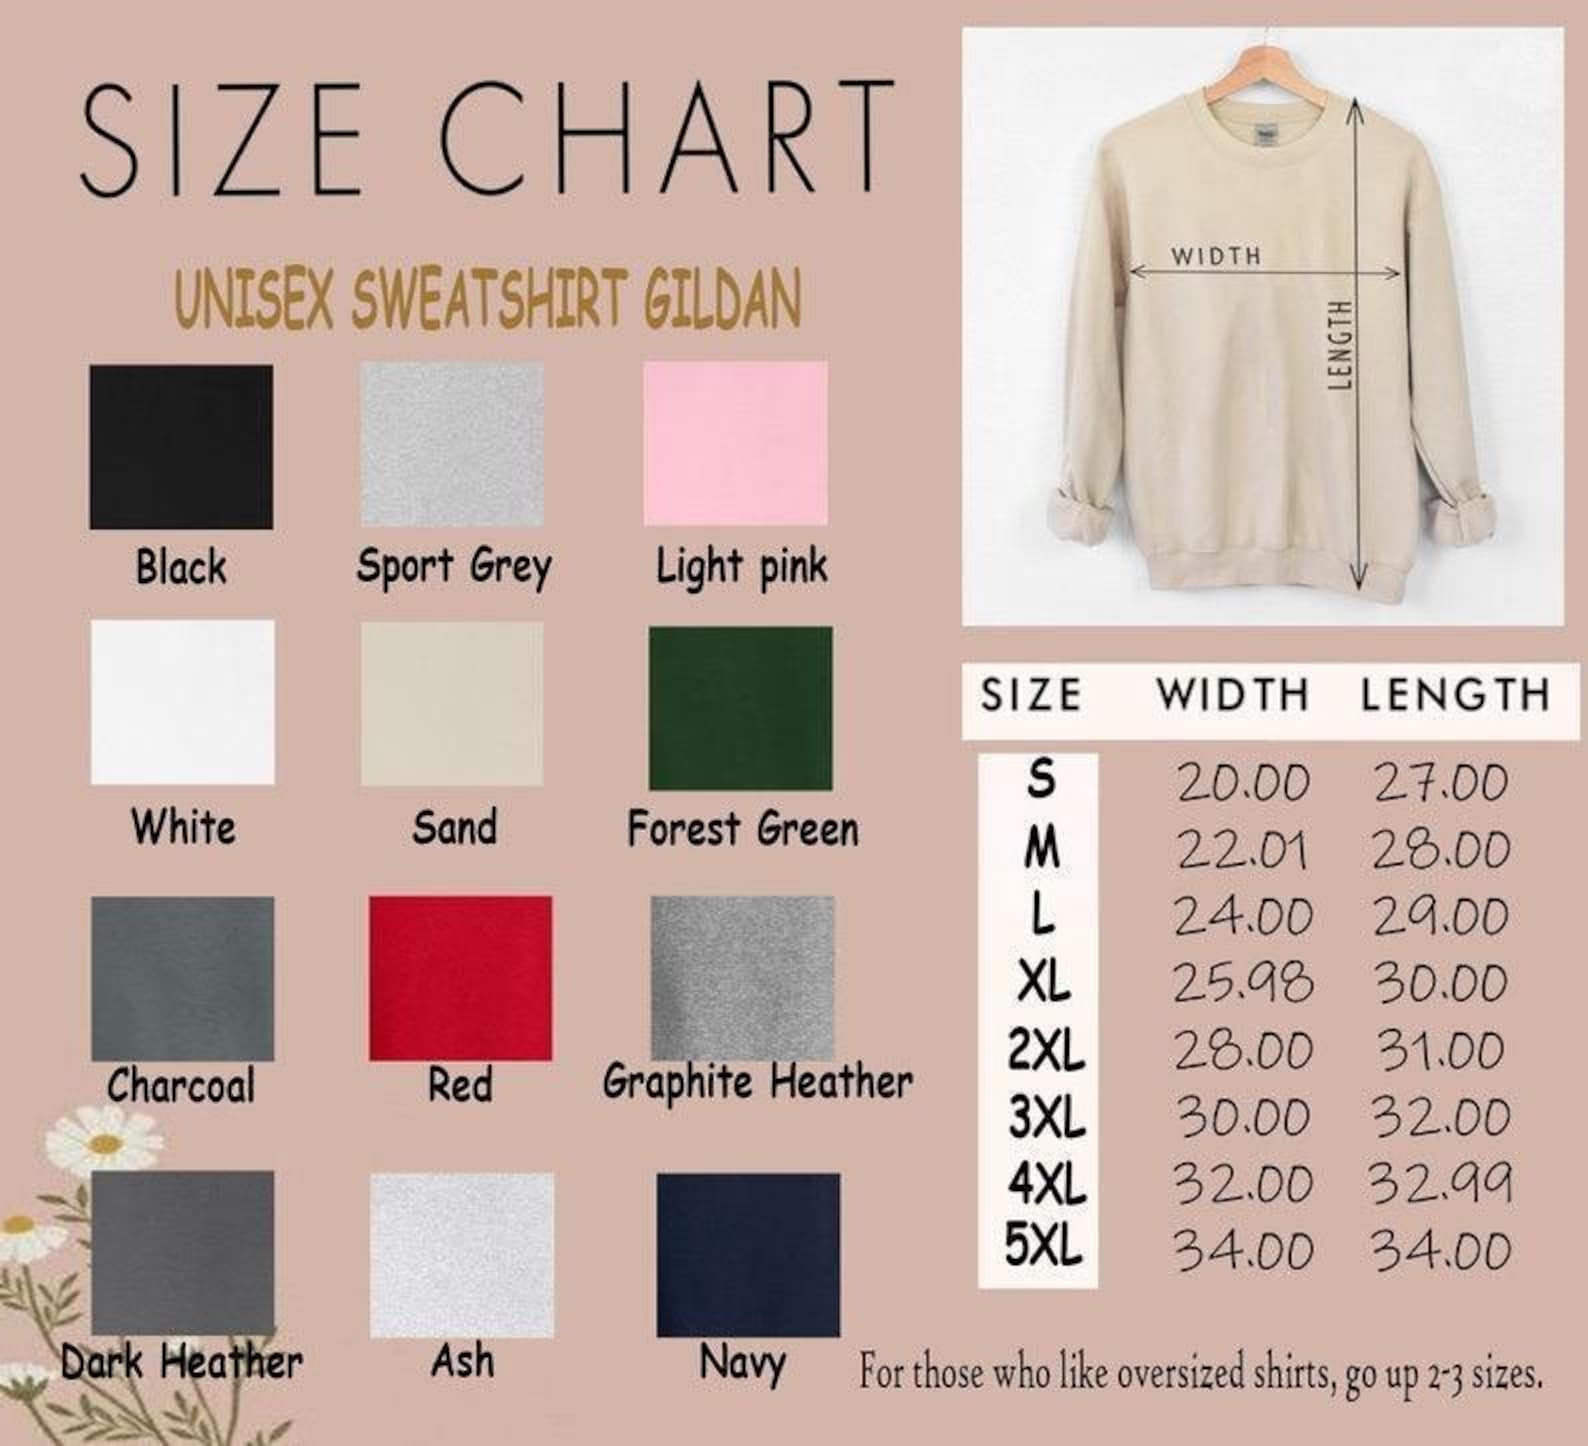 SIZE CHART
UNISEX SWEATSHIRT GILDAN
Black Sport Grey Light pink
White Sand Forest Green
Charcoal Red Graphite Heather
Dark Heather Ash Navy
WIDTH
LENGTH
SIZE WIDTH LENGTH
S 20.00 27.00
M 22.01 28.00
L 24.00 29.00
XL 25.98 30.00
2XL 28.00 31.00
3XL 30.00 32.00
4XL 32.00 32.99
5XL 34.00 34.00
For those who like oversized shirts, go up 2-3 sizes.